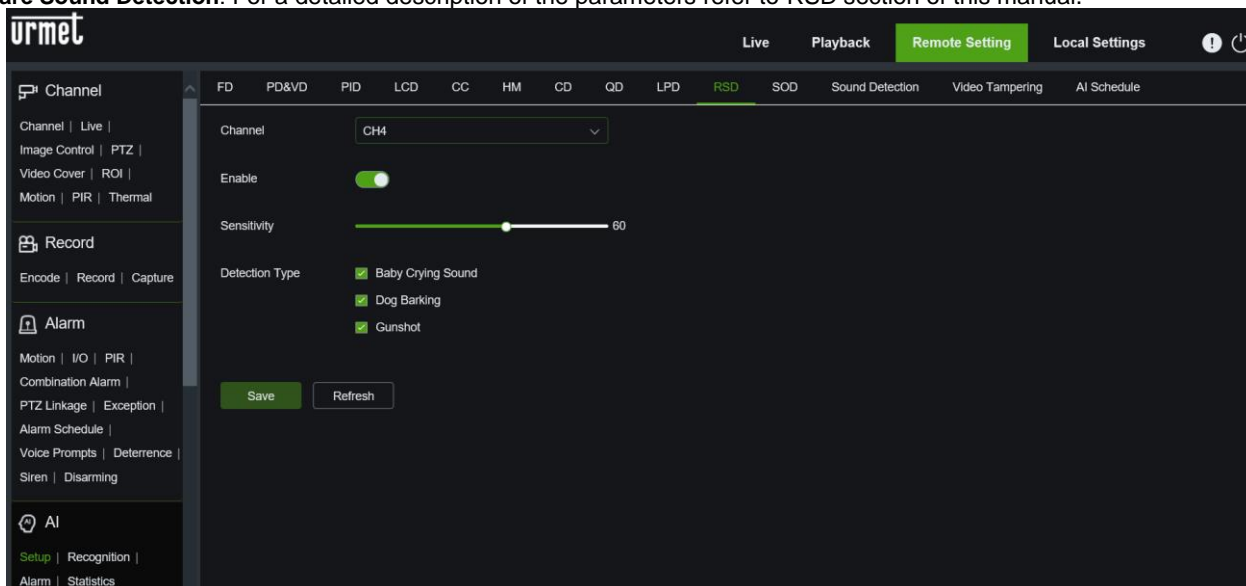 are Sound Detection. For a detailed description of the parameters refer to RSD section of this manual.
urmet
Live Playback Remote Setting Local Settings
Channel
Channel | Live |
Image Control | PTZ |
Video Cover | ROI |
Motion | PIR | Thermal
Record
Encode | Record | Capture
Alarm
Motion | I/O | PIR |
Combination Alarm |
PTZ Linkage | Exception |
Alarm Schedule |
Voice Prompts | Deterrence |
Siren | Disarming
AI
Setup | Recognition |
Alarm | Statistics
FD PD&VD PID LCD CC HM CD QD LPD RSD SOD Sound Detection Video Tampering AI Schedule
Channel CH4
Enable
Sensitivity 60
Detection Type Baby Crying Sound
Dog Barking
Gunshot
Save Refresh